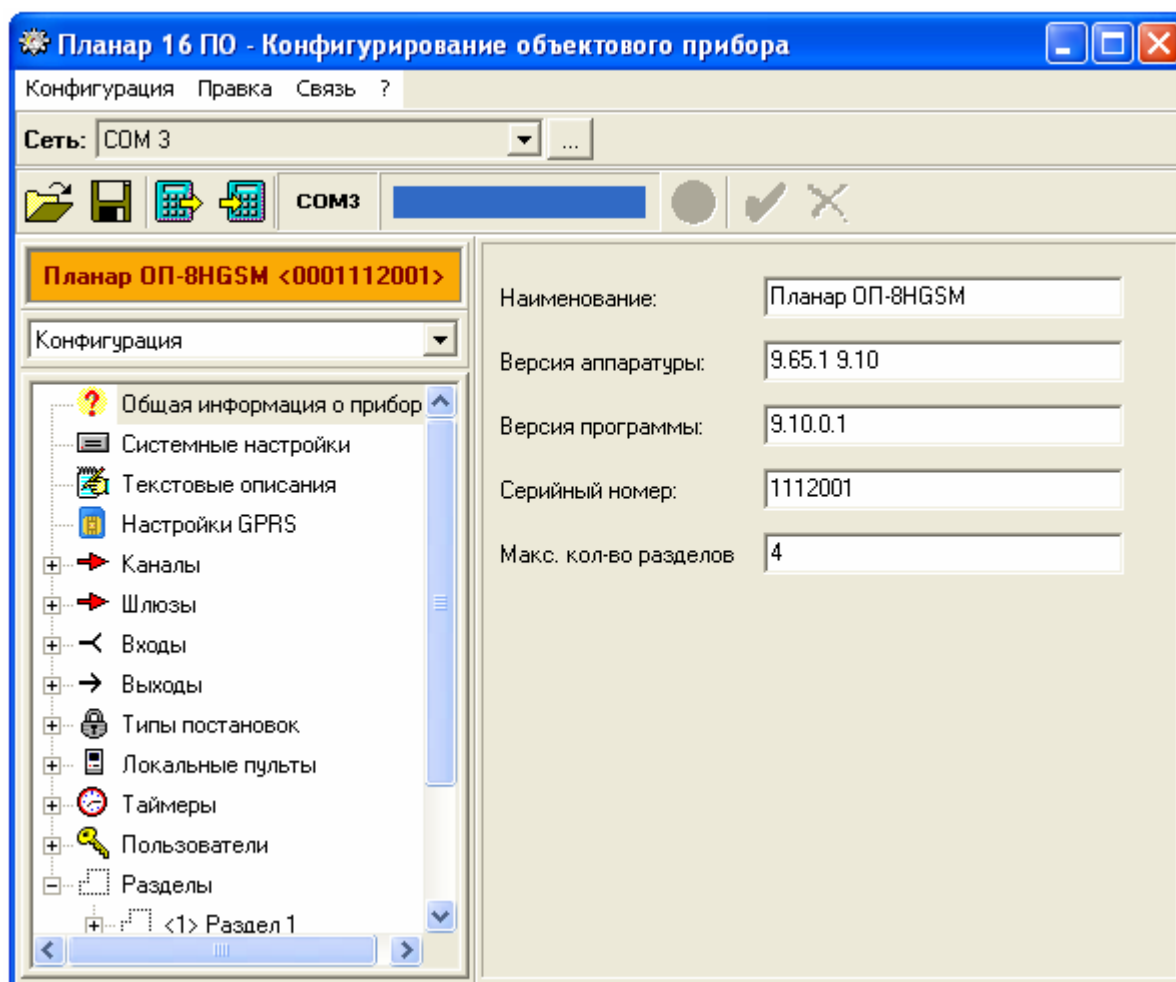 Планар 16 ПО - Конфигурирование объектового прибора
Конфигурация Правка Связь ?
Сеть: COM 3 ...
COM3
Планар ОП-8HGSM <0001112001>
Конфигурация
Общая информация о прибор
Системные настройки
Текстовые описания
Настройки GPRS
Каналы
Шлюзы
Входы
Выходы
Типы постановок
Локальные пульты
Таймеры
Пользователи
Разделы
<1> Раздел 1
Наименование: Планар ОП-8HGSM
Версия аппаратуры: 9.65.1 9.10
Версия программы: 9.10.0.1
Серийный номер: 1112001
Макс. кол-во разделов 4